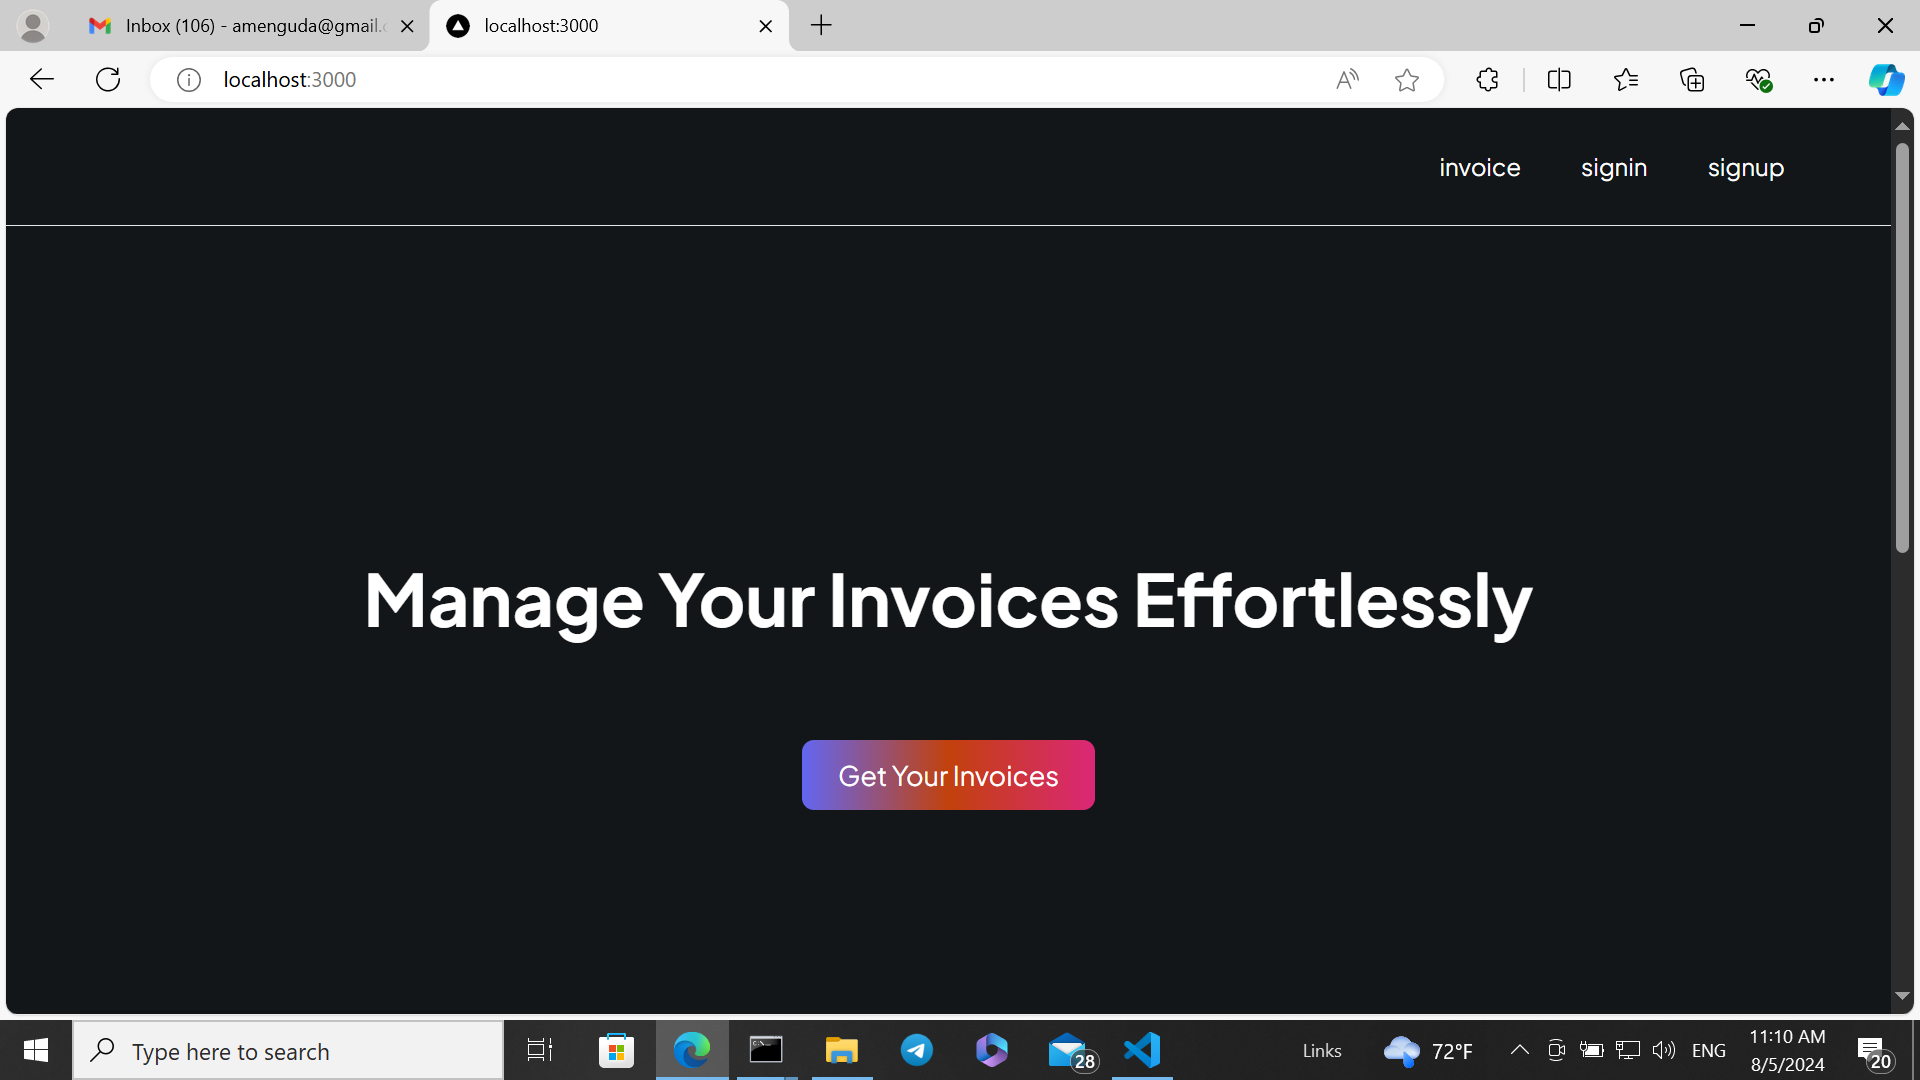 Inbox (106) - amenguda@gmail.
localhost:3000
localhost:3000
invoice signin signup
Manage Your Invoices Effortlessly
Get Your Invoices
Type here to search
28
Links
72°F
ENG
11:10 AM
8/5/2024
20